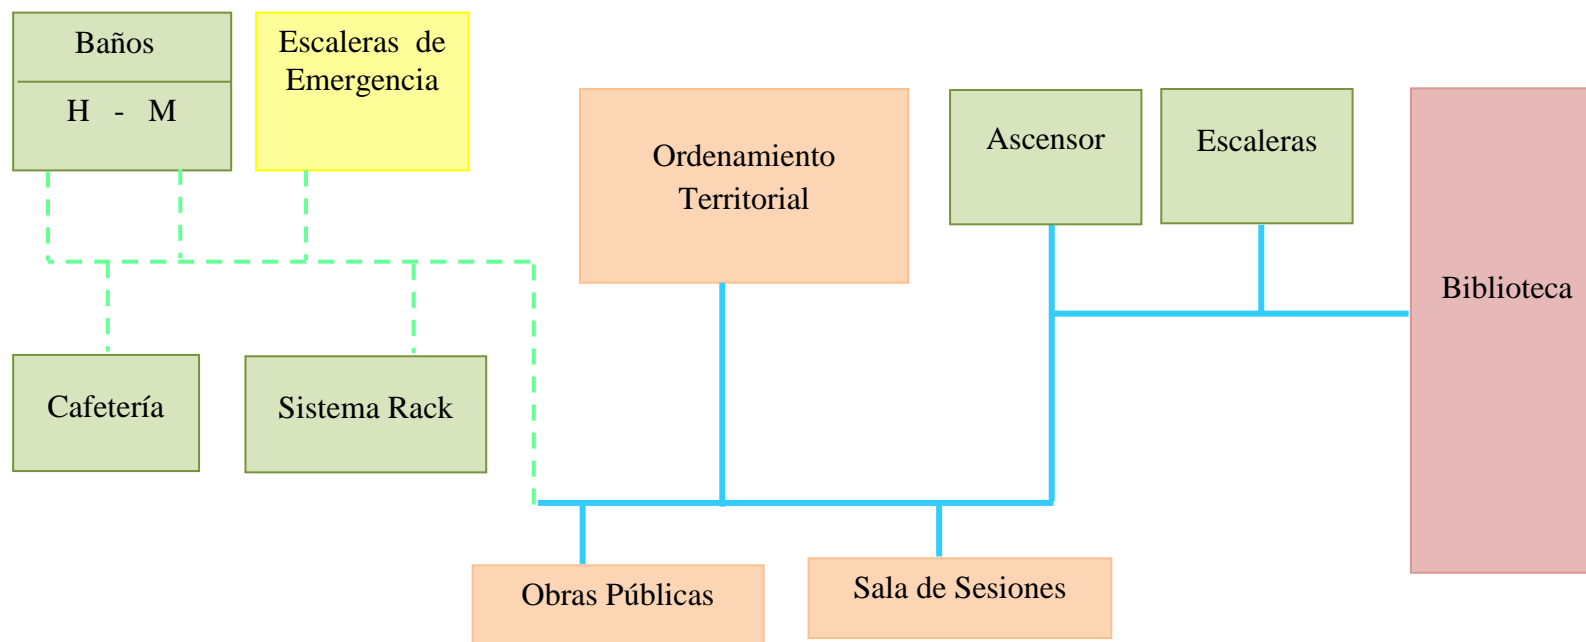 Baños
H - M
Escaleras de
Emergencia
Ordenamiento
Territorial
Ascensor
Escaleras
Biblioteca
Cafetería
Sistema Rack
Obras Públicas
Sala de Sesiones